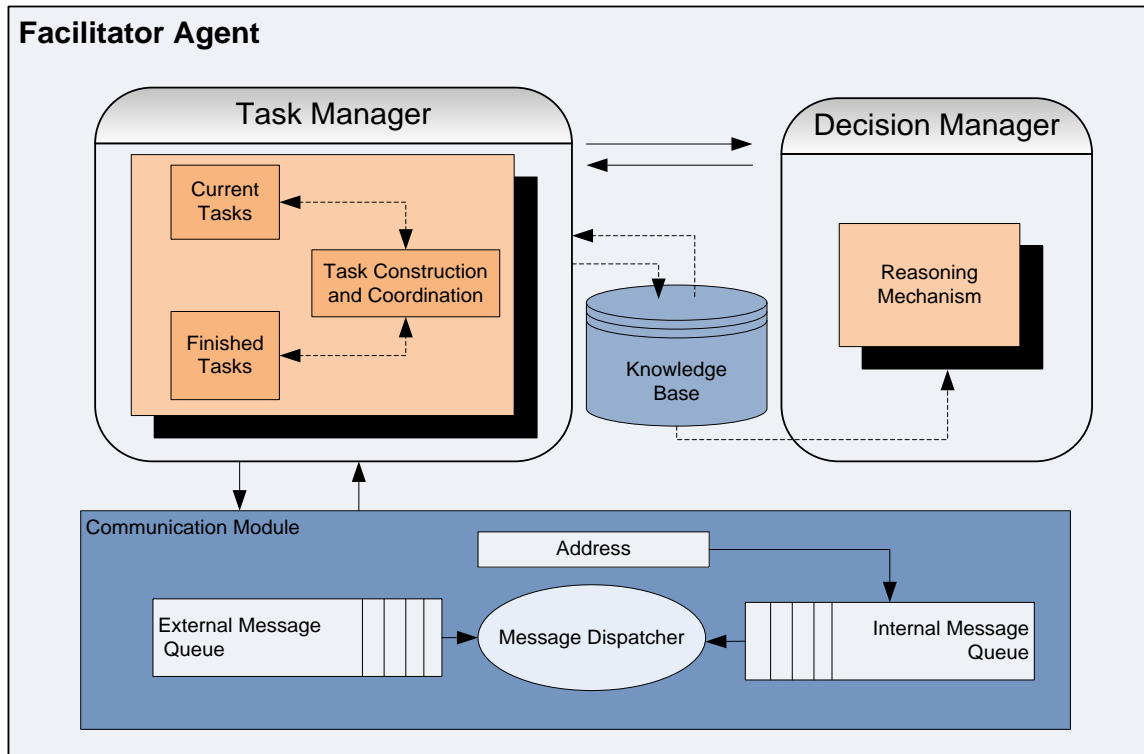 Facilitator Agent
Task Manager
Decision Manager
Current
Tasks
Task Construction
and Coordination
Finished
Tasks
Reasoning
Mechanism
Knowledge
Base
Communication Module
Address
External Message
Queue
Message Dispatcher
Internal Message
Queue